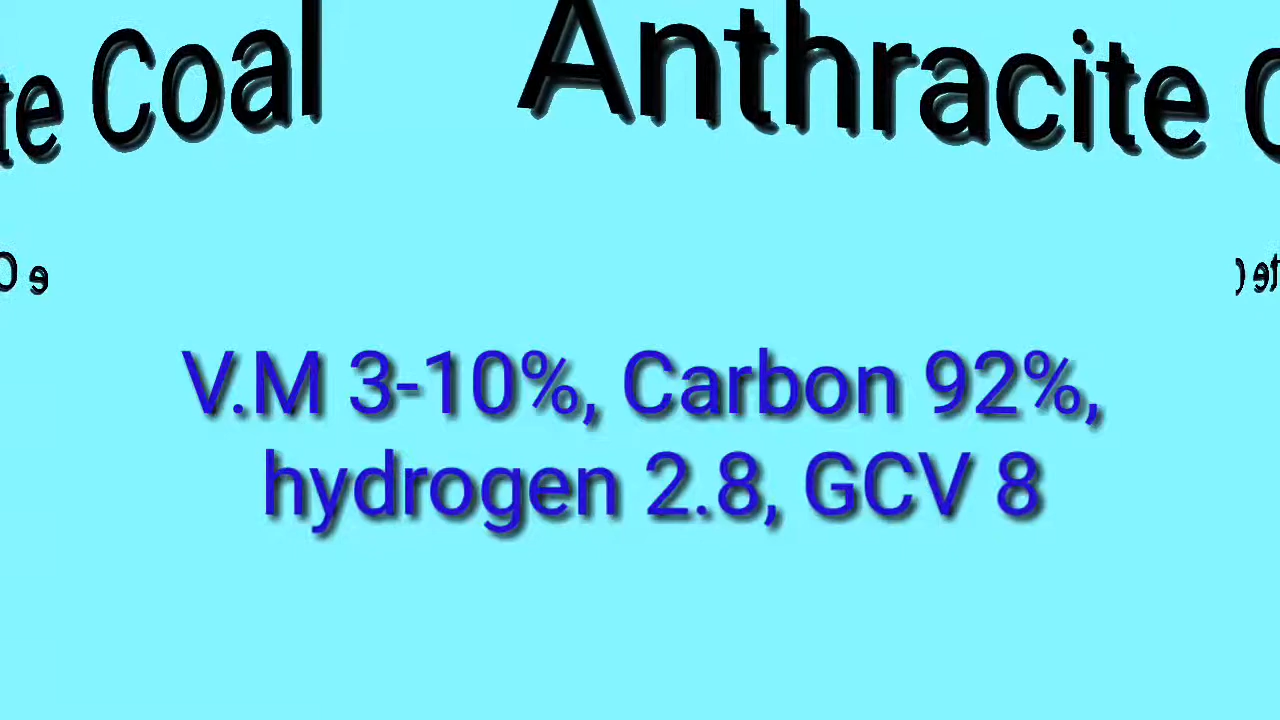 te Coal Anthracite C
V.M 3-10%, Carbon 92%,
hydrogen 2.8, GCV 8